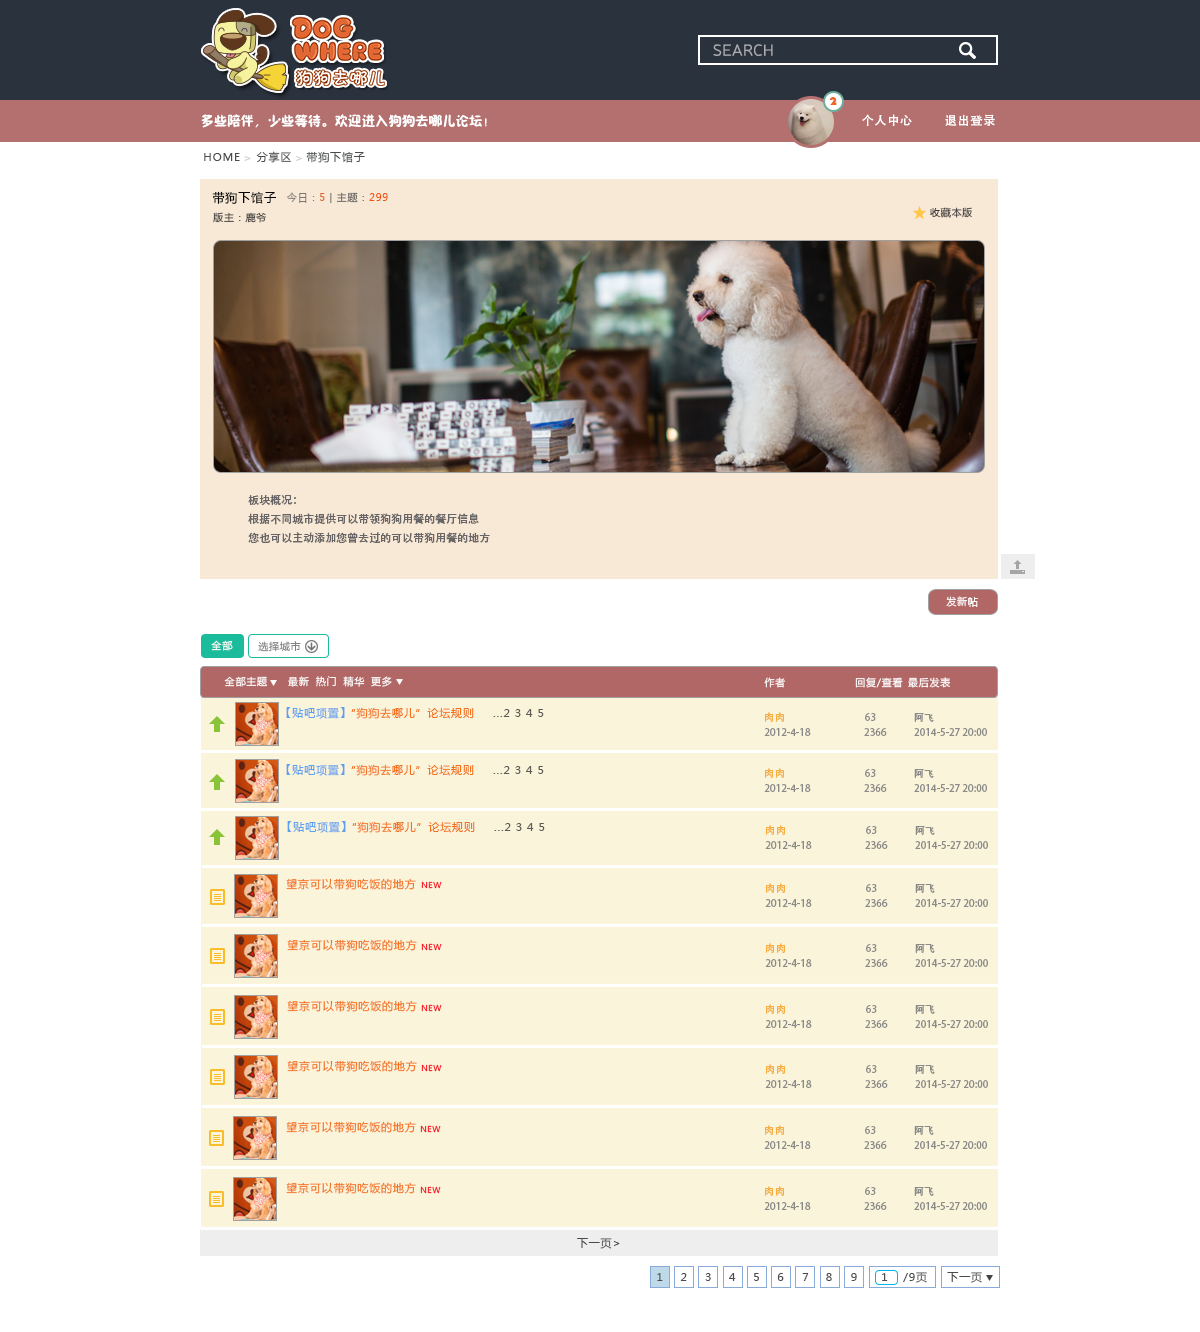 DOG
WHERE
狗狗去哪儿
SEARCH
2
多些陪伴，少些等待。欢迎进入狗狗去哪儿论坛！
个人中心 退出登录
HOME > 分享区 > 带狗下馆子
带狗下馆子 今日：5 | 主题：299
版主：鹿爷
收藏本版
板块概况：
根据不同城市提供可以带领狗狗用餐的餐厅信息
您也可以主动添加您曾去过的可以带狗用餐的地方
发新帖
全部 选择城市
全部主题 最新 热门 精华 更多 作者 回复/查看 最后发表
【贴吧项置】“狗狗去哪儿” 论坛规则 ...2 3 4 5 肉肉 63 阿飞
2012-4-18 2366 2014-5-27 20:00
【贴吧项置】“狗狗去哪儿” 论坛规则 ...2 3 4 5 肉肉 63 阿飞
2012-4-18 2366 2014-5-27 20:00
【贴吧项置】“狗狗去哪儿” 论坛规则 ...2 3 4 5 肉肉 63 阿飞
2012-4-18 2366 2014-5-27 20:00
望京可以带狗吃饭的地方 NEW 肉肉 63 阿飞
2012-4-18 2366 2014-5-27 20:00
望京可以带狗吃饭的地方 NEW 肉肉 63 阿飞
2012-4-18 2366 2014-5-27 20:00
望京可以带狗吃饭的地方 NEW 肉肉 63 阿飞
2012-4-18 2366 2014-5-27 20:00
望京可以带狗吃饭的地方 NEW 肉肉 63 阿飞
2012-4-18 2366 2014-5-27 20:00
望京可以带狗吃饭的地方 NEW 肉肉 63 阿飞
2012-4-18 2366 2014-5-27 20:00
望京可以带狗吃饭的地方 NEW 肉肉 63 阿飞
2012-4-18 2366 2014-5-27 20:00
下一页>
1 2 3 4 5 6 7 8 9 1 /9页 下一页